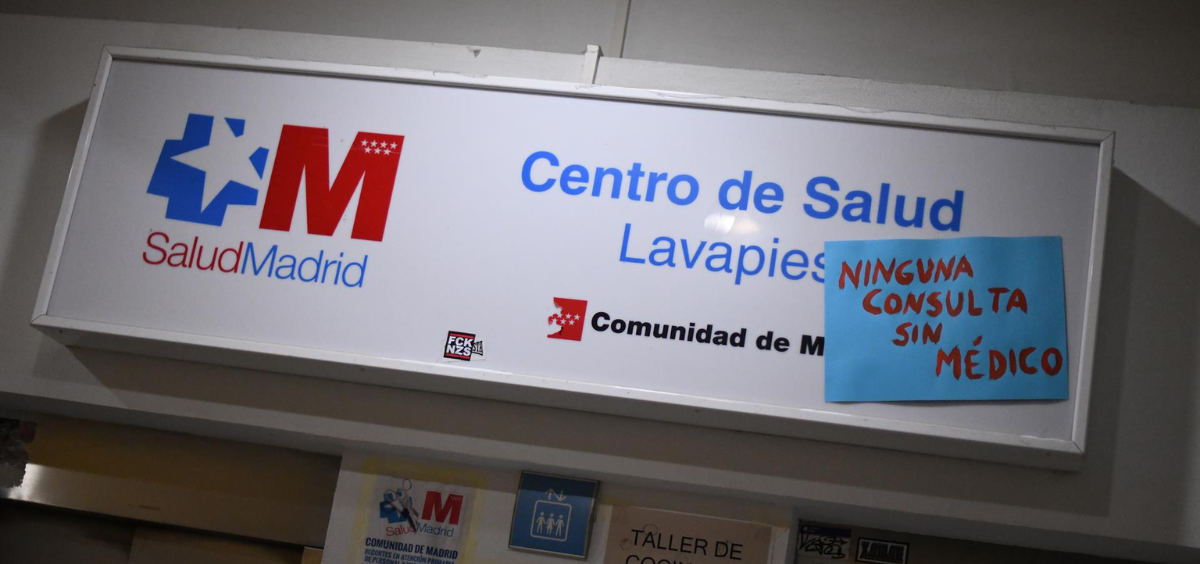 Centro de Salud
Lavapies
SaludMadrid
Comunidad de M
NINGUNA
CONSULTA
SIN
MÉDICO
FCK
NZS
SaludMadrid
COMUNIDAD DE MADRID
TALLER DE